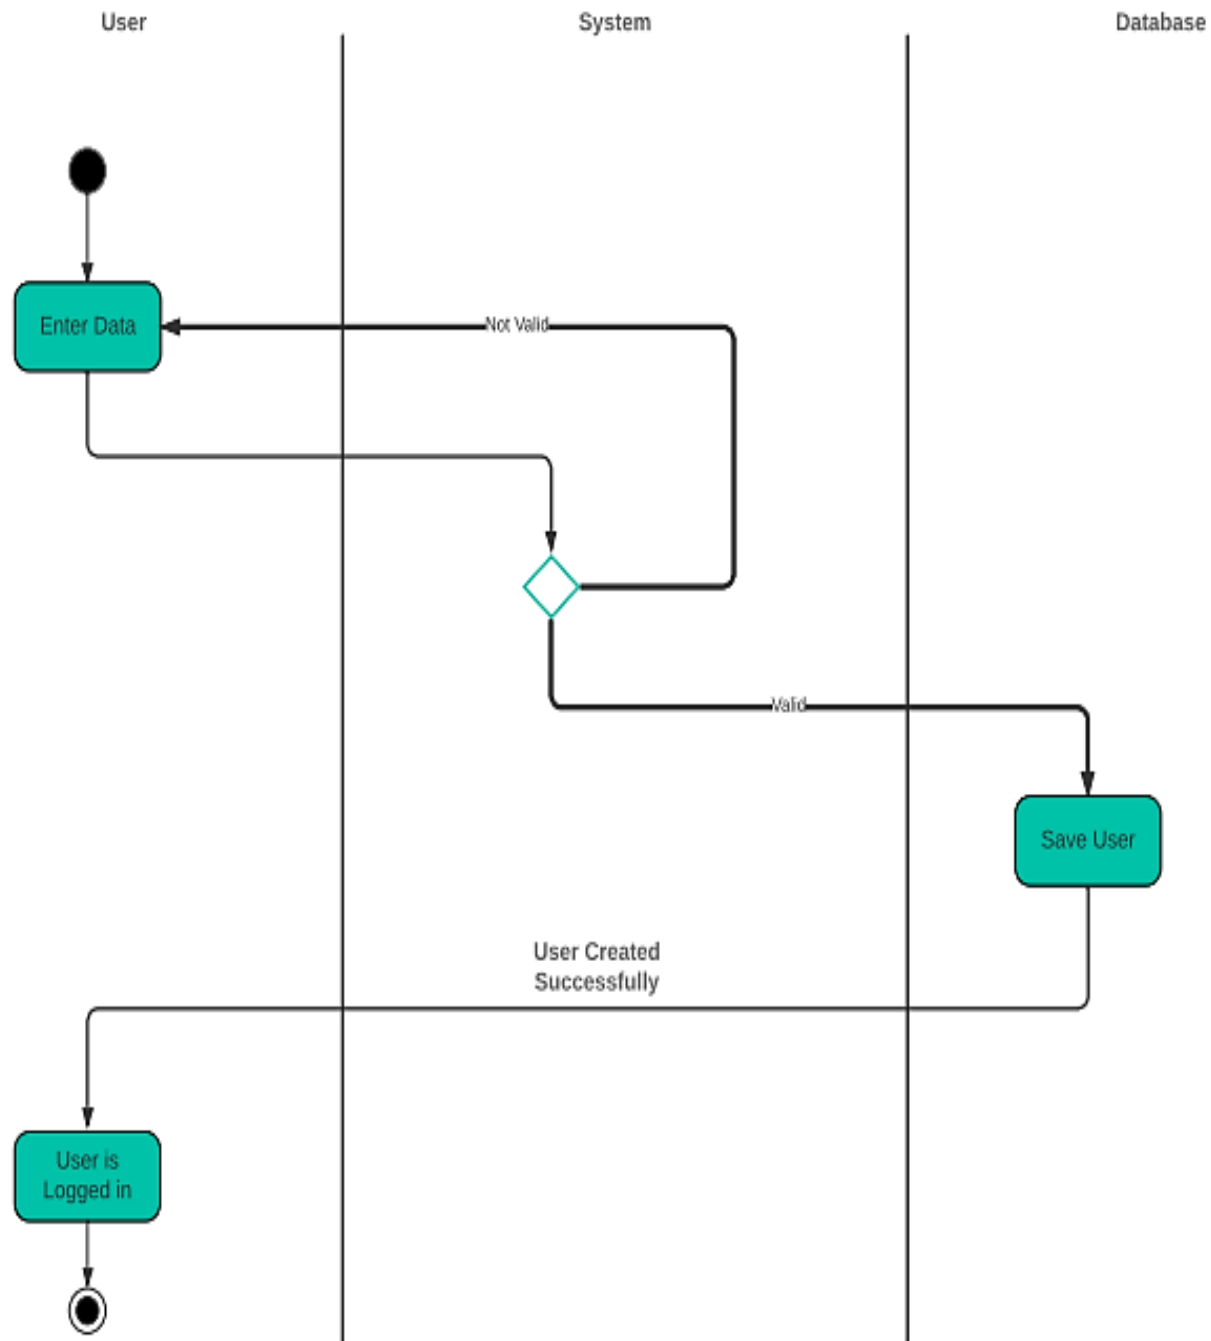 User
System
Database
Enter Data
Not Valid
Valid
Save User
User Created
Successfully
User is
Logged in